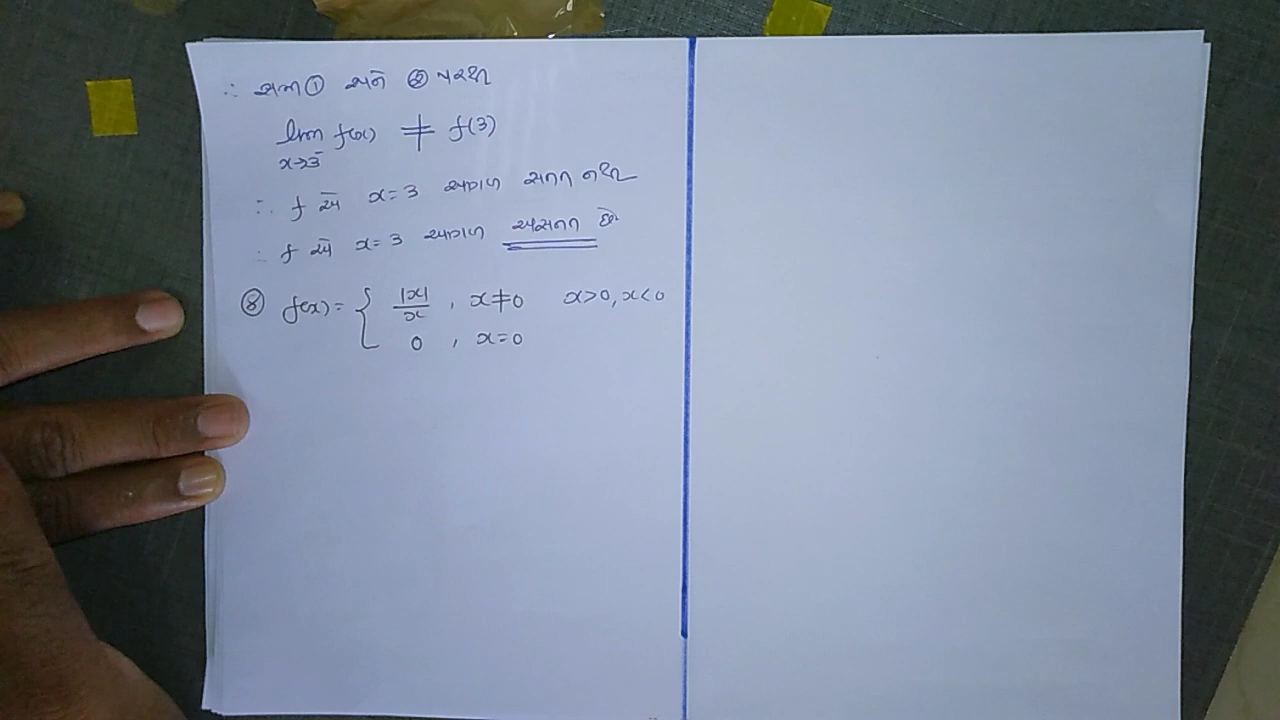 ∴ સમ ① અને ② પરથી
lim f(x) ≠ f(3)
x→3⁻
∴ f એ x = 3 આગળ સતત નથી
∴ f એ x = 3 આગળ અસતત છે
⑧ f(x) = { |x|/x , x ≠ 0 x > 0, x < 0
0 , x = 0